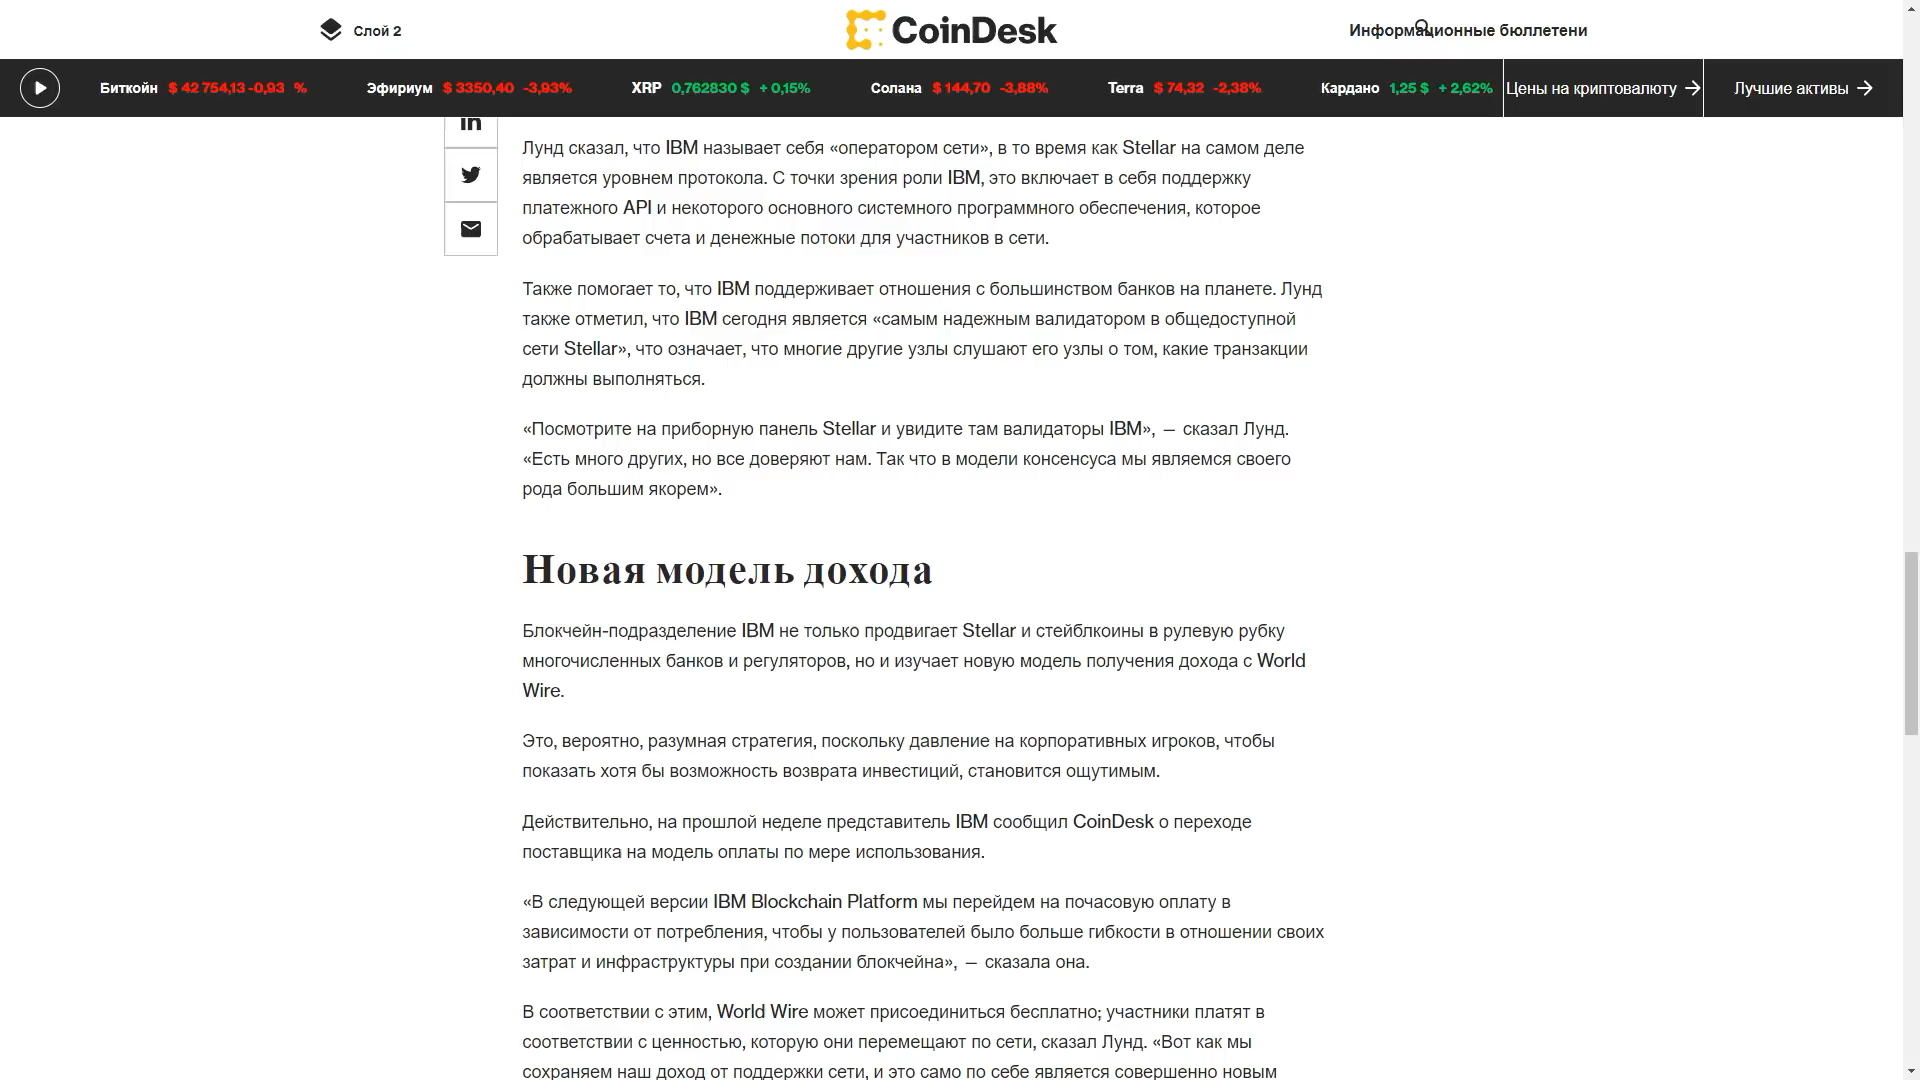 Слой 2
CoinDesk
Информационные бюллетени
Биткойн $ 42 754,13 -0,93 %
Эфириум $ 3350,40 -3,93%
XRP 0,762830 $ + 0,15%
Солана $ 144,70 -3,88%
Terra $ 74,32 -2,38%
Кардано 1,25 $ + 2,62%
Цены на криптовалюту
Лучшие активы
in
Лунд сказал, что IBM называет себя «оператором сети», в то время как Stellar на самом деле
является уровнем протокола. С точки зрения роли IBM, это включает в себя поддержку
платежного API и некоторого основного системного программного обеспечения, которое
обрабатывает счета и денежные потоки для участников в сети.
Также помогает то, что IBM поддерживает отношения с большинством банков на планете. Лунд
также отметил, что IBM сегодня является «самым надежным валидатором в общедоступной
сети Stellar», что означает, что многие другие узлы слушают его узлы о том, какие транзакции
должны выполняться.
«Посмотрите на приборную панель Stellar и увидите там валидаторы IBM», — сказал Лунд.
«Есть много других, но все доверяют нам. Так что в модели консенсуса мы являемся своего
рода большим якорем».
Новая модель дохода
Блокчейн-подразделение IBM не только продвигает Stellar и стейблкоины в рулевую рубку
многочисленных банков и регуляторов, но и изучает новую модель получения дохода с World
Wire.
Это, вероятно, разумная стратегия, поскольку давление на корпоративных игроков, чтобы
показать хотя бы возможность возврата инвестиций, становится ощутимым.
Действительно, на прошлой неделе представитель IBM сообщил CoinDesk о переходе
поставщика на модель оплаты по мере использования.
«В следующей версии IBM Blockchain Platform мы перейдем на почасовую оплату в
зависимости от потребления, чтобы у пользователей было больше гибкости в отношении своих
затрат и инфраструктуры при создании блокчейна», — сказала она.
В соответствии с этим, World Wire может присоединиться бесплатно; участники платят в
соответствии с ценностью, которую они перемещают по сети, сказал Лунд. «Вот как мы
сохраняем наш доход от поддержки сети, и это само по себе является совершенно новым